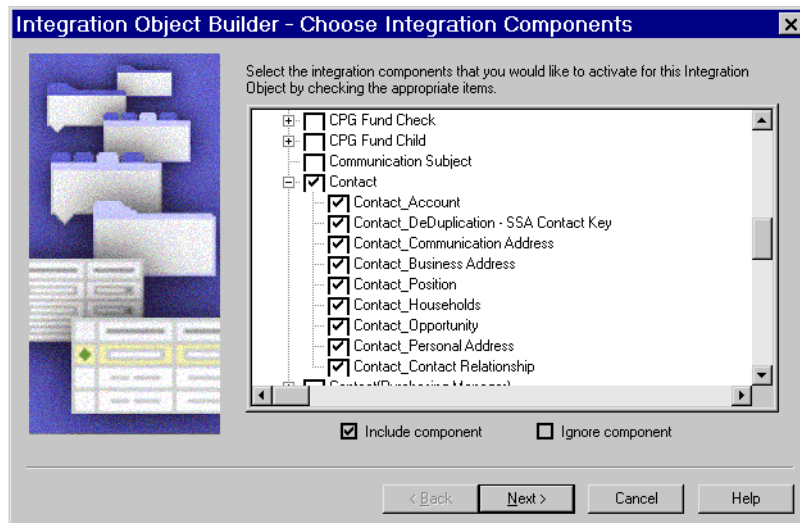 Integration Object Builder - Choose Integration Components
Select the integration components that you would like to activate for this Integration
Object by checking the appropriate items.
CPG Fund Check
CPG Fund Child
Communication Subject
Contact
Contact_Account
Contact_DeDuplication - SSA Contact Key
Contact_Communication Address
Contact_Business Address
Contact_Position
Contact_Households
Contact_Opportunity
Contact_Personal Address
Contact_Contact Relationship
Contact(Purchasing Manager)
Include component
Ignore component
< Back
Next >
Cancel
Help